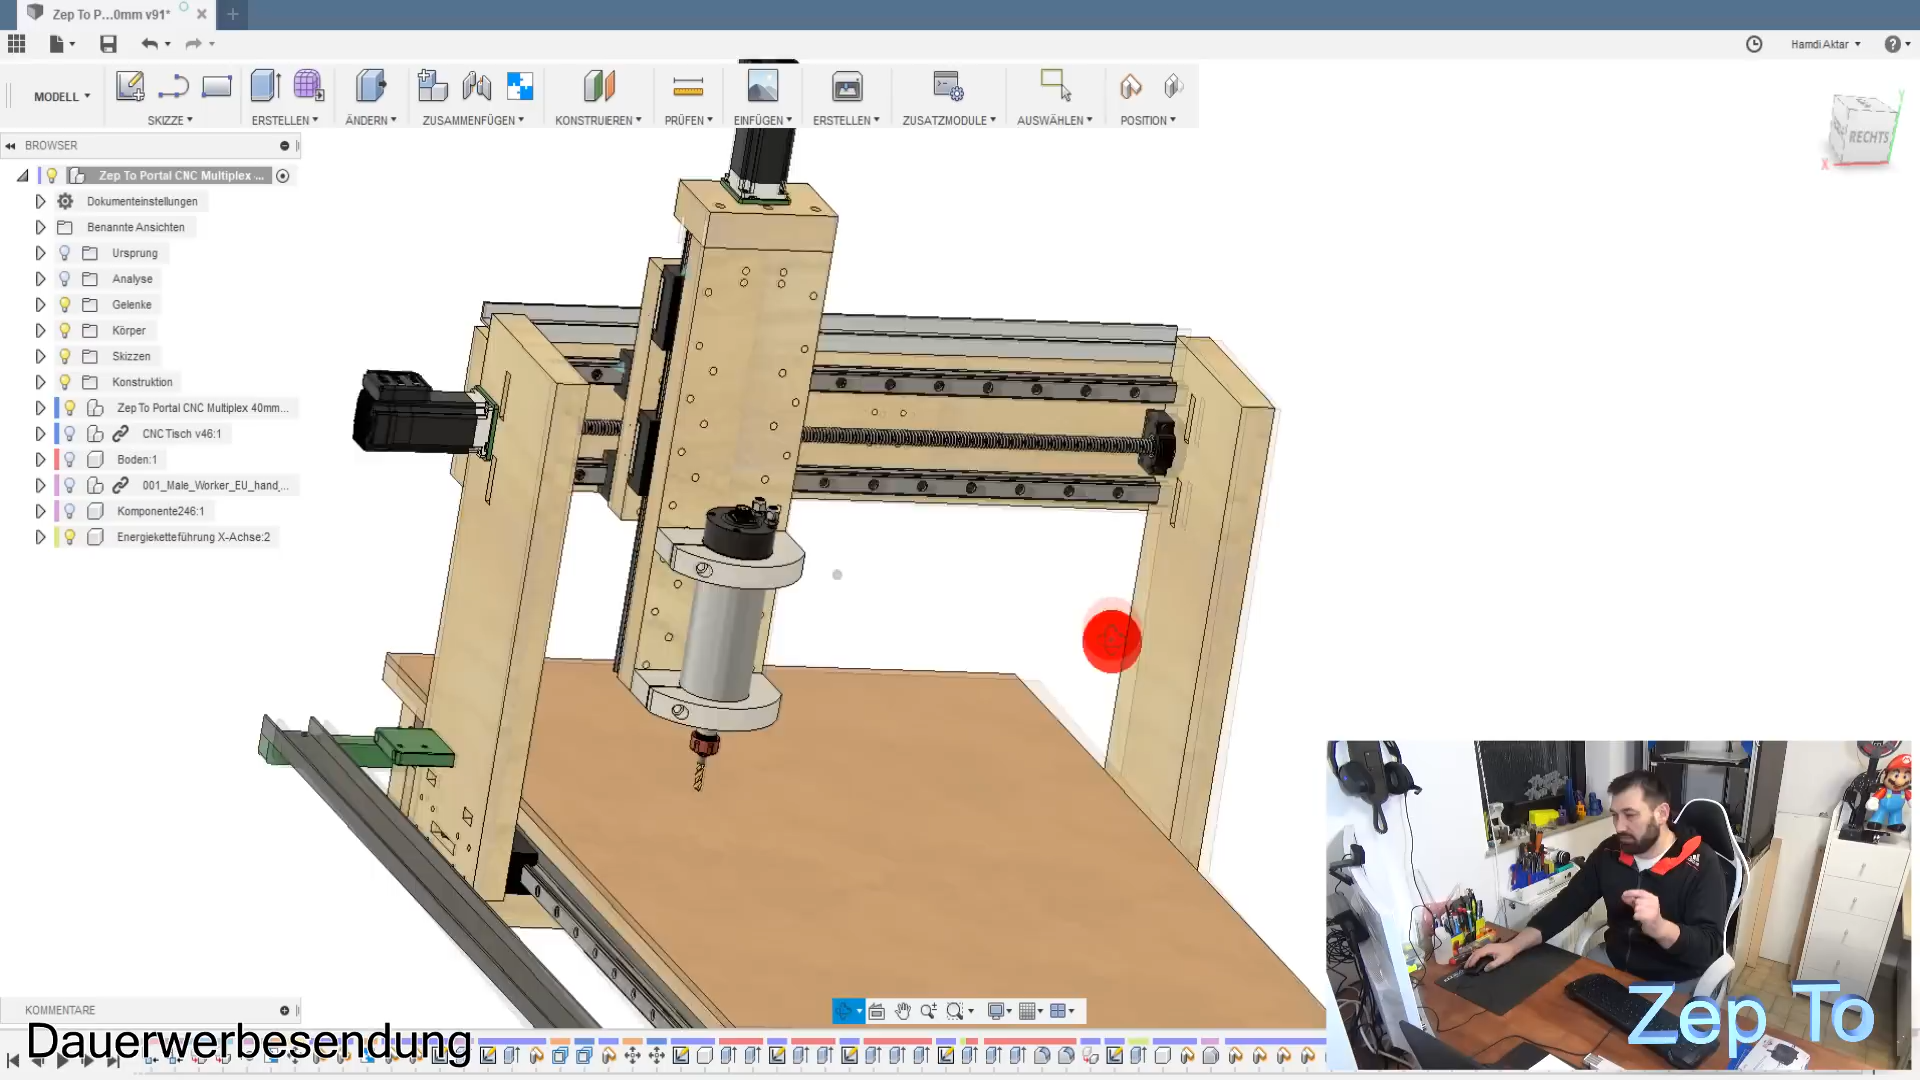 Zep To P...0mm v91*
Hamdi Aktar
MODELL
SKIZZE
ERSTELLEN
ÄNDERN
ZUSAMMENFÜGEN
KONSTRUIEREN
PRÜFEN
EINFÜGEN
ERSTELLEN
ZUSATZMODULE
AUSWÄHLEN
POSITION
RECHTS
Y
X
BROWSER
Zep To Portal CNC Multiplex ...
Dokumenteinstellungen
Benannte Ansichten
Ursprung
Analyse
Gelenke
Körper
Skizzen
Konstruktion
Zep To Portal CNC Multiplex 40mm...
CNC Tisch v46:1
Boden:1
001_Male_Worker_EU_hand_...
Komponente246:1
Energieketteführung X-Achse:2
KOMMENTARE
Dauerwerbesendung
Zep To